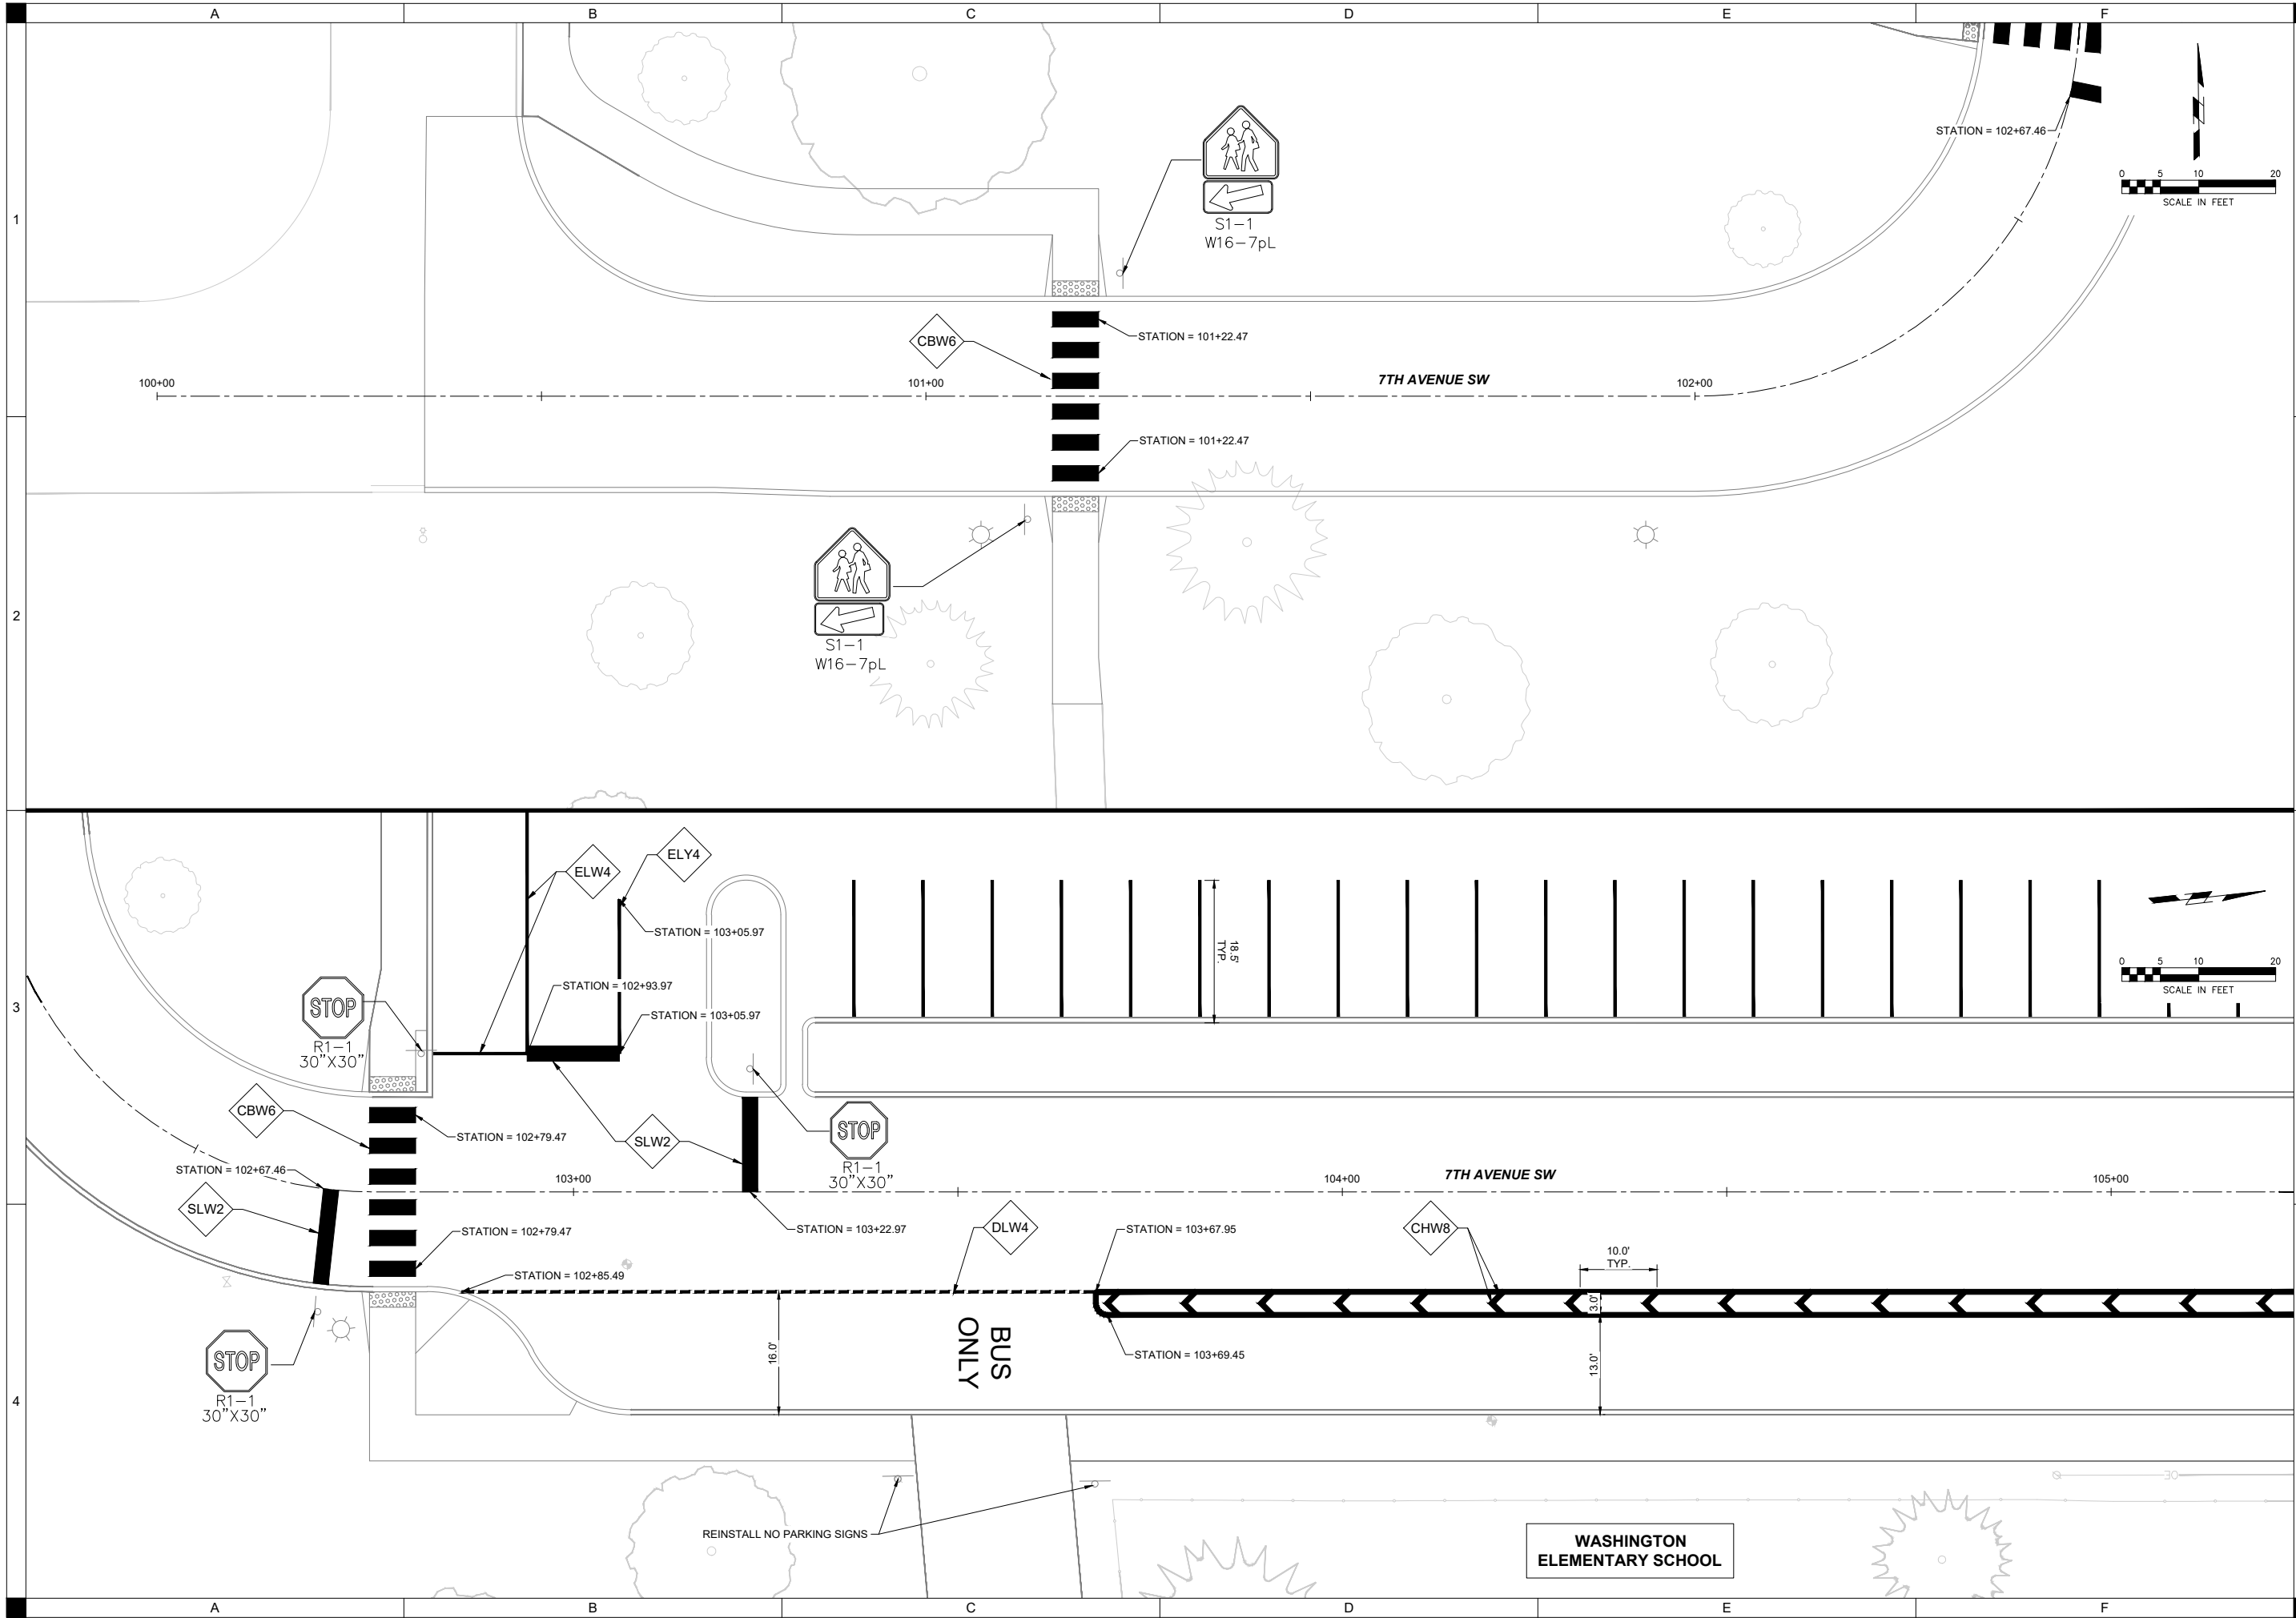 A B C D E F
1
2
3
4
S1-1
W16-7pL
STATION = 102+67.46
0 5 10 20
SCALE IN FEET
CBW6
STATION = 101+22.47
100+00
101+00
7TH AVENUE SW
102+00
STATION = 101+22.47
S1-1
W16-7pL
ELW4
ELY4
STATION = 103+05.97
18.5'
TYP.
0 5 10 20
SCALE IN FEET
STATION = 102+93.97
STATION = 103+05.97
STOP
R1-1
30"X30"
CBW6
STATION = 102+79.47
SLW2
STOP
R1-1
30"X30"
STATION = 102+67.46
103+00
104+00
7TH AVENUE SW
105+00
SLW2
STATION = 102+79.47
STATION = 103+22.97
DLW4
STATION = 103+67.95
CHW8
10.0'
TYP.
STATION = 102+85.49
3.0'
16.0'
BUS
ONLY
STATION = 103+69.45
13.0'
STOP
R1-1
30"X30"
30
REINSTALL NO PARKING SIGNS
WASHINGTON
ELEMENTARY SCHOOL
A B C D E F